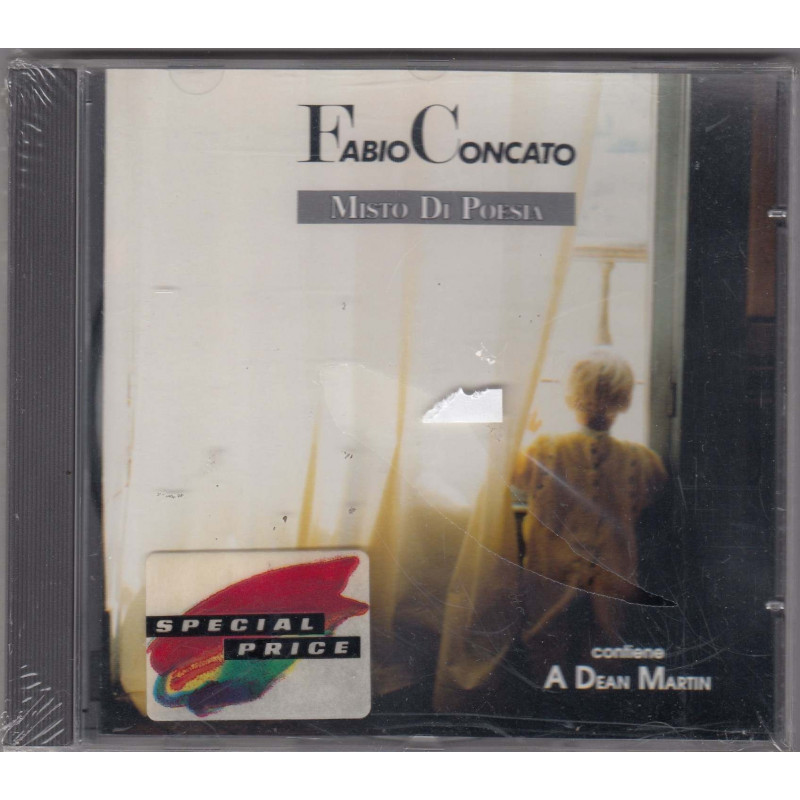 FABIO CONCATO
MISTO DI POESIA
SPECIAL
PRICE
contiene
A DEAN MARTIN